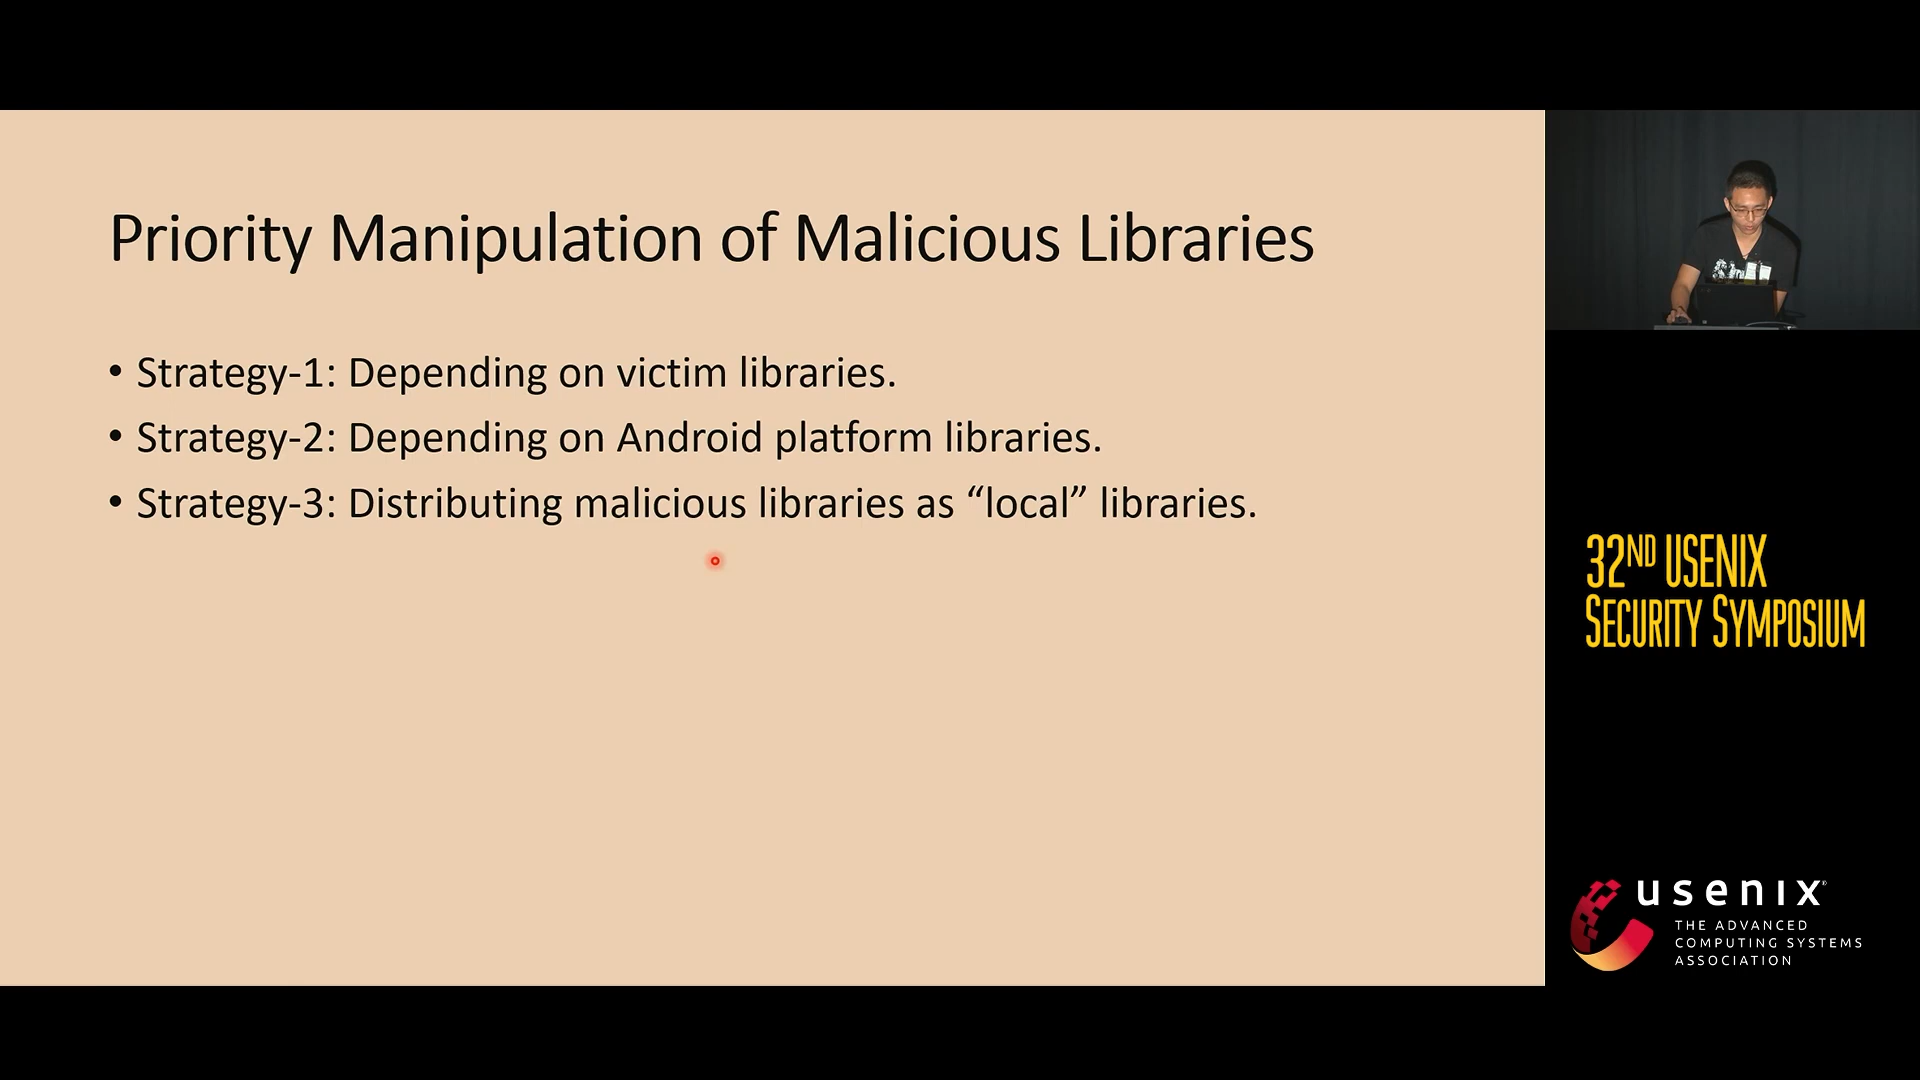 Priority Manipulation of Malicious Libraries
• Strategy-1: Depending on victim libraries.
• Strategy-2: Depending on Android platform libraries.
• Strategy-3: Distributing malicious libraries as “local” libraries.
32ND USENIX
SECURITY SYMPOSIUM
usenix®
THE ADVANCED
COMPUTING SYSTEMS
ASSOCIATION